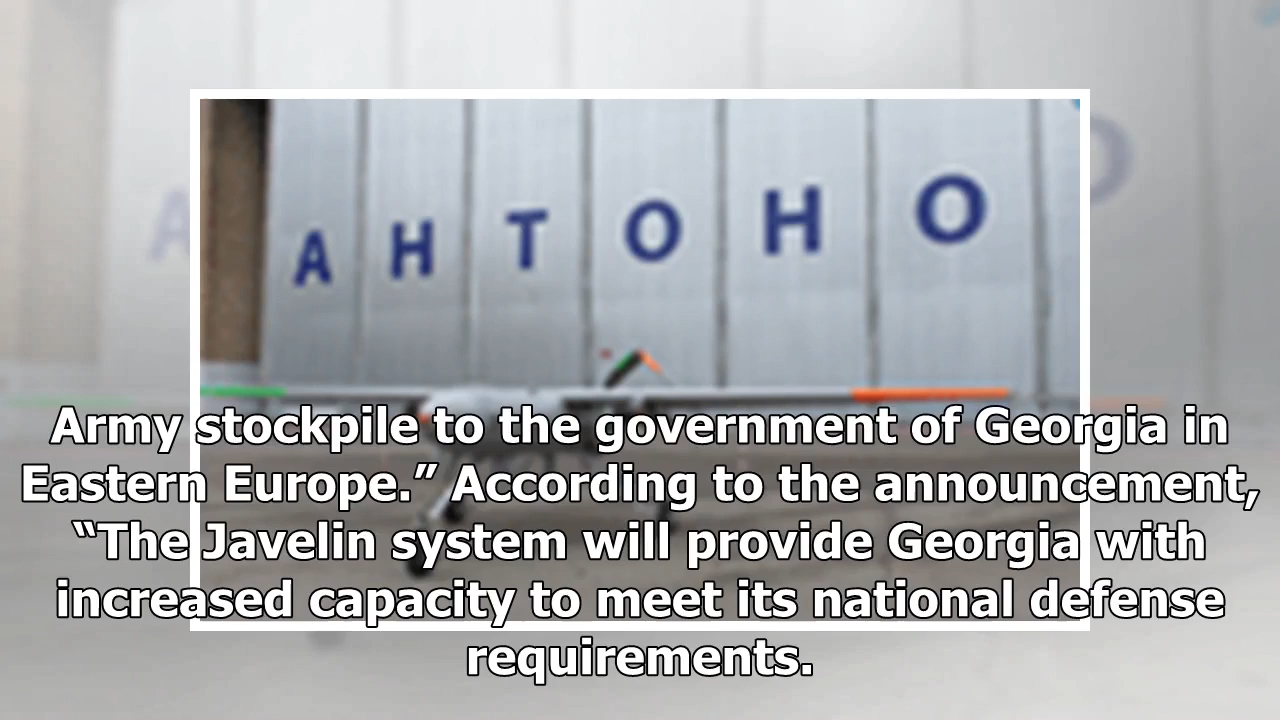 АНТОНО
Army stockpile to the government of Georgia in
Eastern Europe.” According to the announcement,
“The Javelin system will provide Georgia with
increased capacity to meet its national defense
requirements.